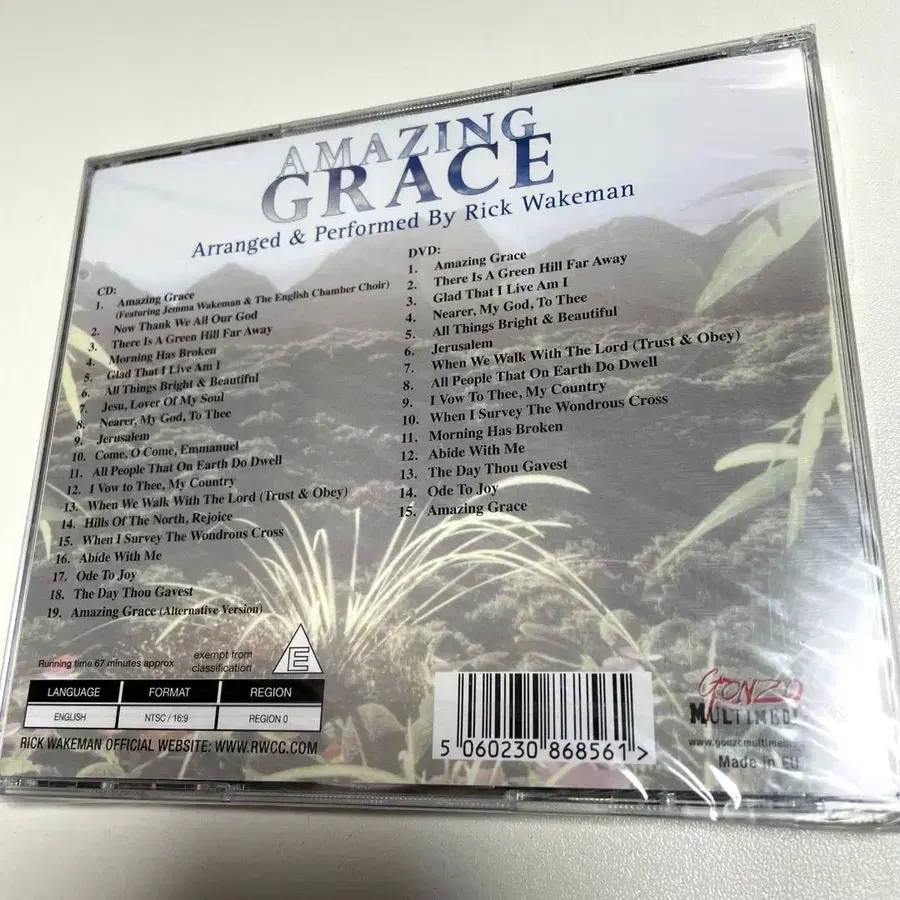 AMAZING
GRACE
Arranged & Performed By Rick Wakeman
CD:
1. Amazing Grace
(Featuring Jemma Wakeman & The English Chamber Choir)
2. Now Thank We All Our God
3. There Is A Green Hill Far Away
4. Morning Has Broken
5. Glad That I Live Am I
6. All Things Bright & Beautiful
7. Jesu, Lover Of My Soul
8. Nearer, My God, To Thee
9. Jerusalem
10. Come, O Come, Emmanuel
11. All People That On Earth Do Dwell
12. I Vow to Thee, My Country
13. When We Walk With The Lord (Trust & Obey)
14. Hills Of The North, Rejoice
15. When I Survey The Wondrous Cross
16. Abide With Me
17. Ode To Joy
18. The Day Thou Gavest
19. Amazing Grace (Alternative Version)
DVD:
1. Amazing Grace
2. There Is A Green Hill Far Away
3. Glad That I Live Am I
4. Nearer, My God, To Thee
5. All Things Bright & Beautiful
6. Jerusalem
7. When We Walk With The Lord (Trust & Obey)
8. All People That On Earth Do Dwell
9. I Vow To Thee, My Country
10. When I Survey The Wondrous Cross
11. Morning Has Broken
12. Abide With Me
13. The Day Thou Gavest
14. Ode To Joy
15. Amazing Grace
Running time 67 minutes approx
exempt from
classification
E
LANGUAGE FORMAT REGION
ENGLISH NTSC / 16:9 REGION 0
RICK WAKEMAN OFFICIAL WEBSITE: WWW.RWCC.COM
5 060230 868561 >
GONZO
MULTIMEDI
www.gonzomultimedi
Made in EU